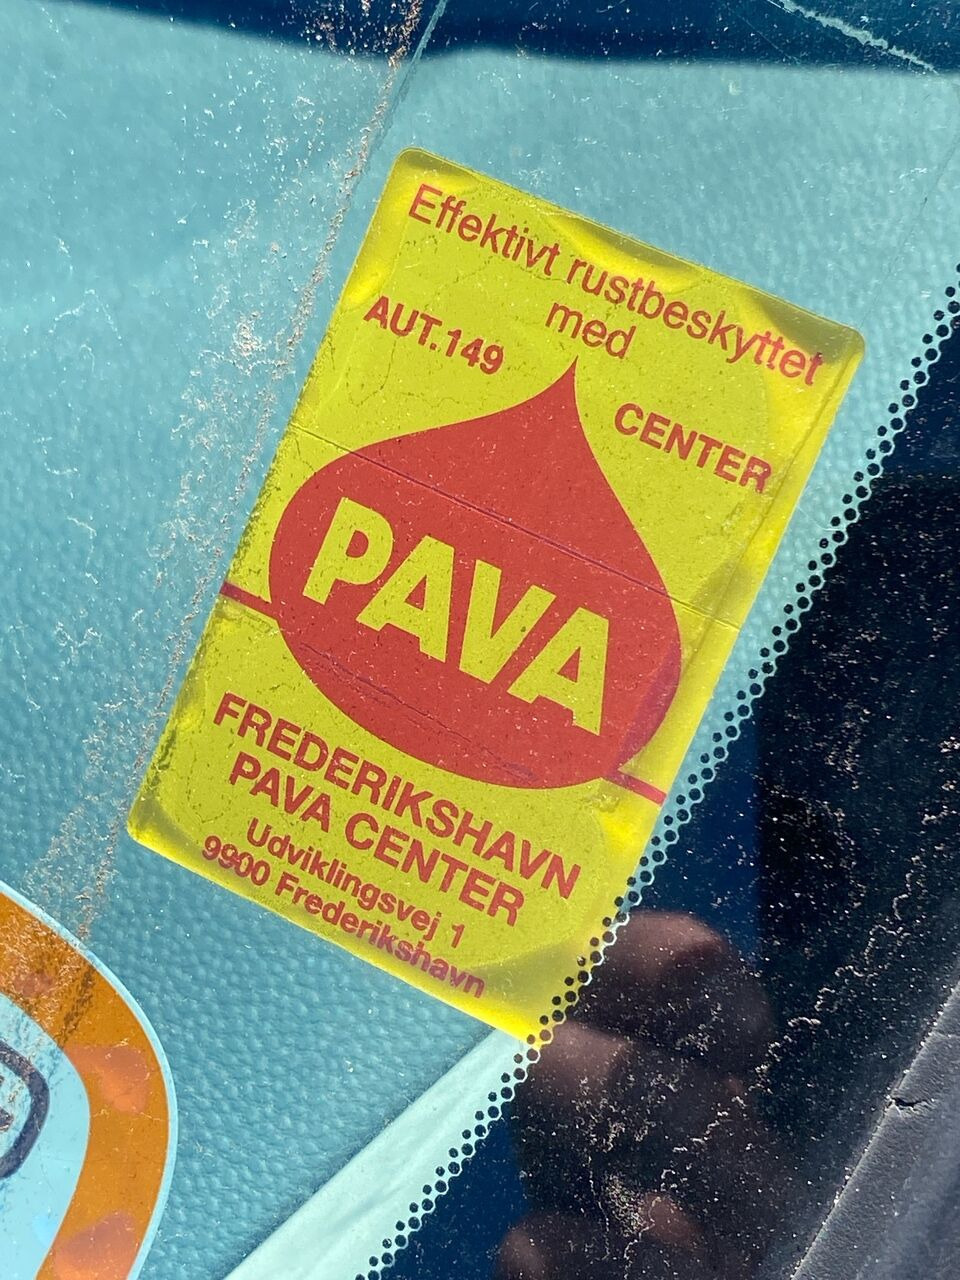 Effektivt rustbeskyttet
med
AUT.149
CENTER
PAVA
FREDERIKSHAVN
PAVA CENTER
Udviklingsvej 1
9900 Frederikshavn